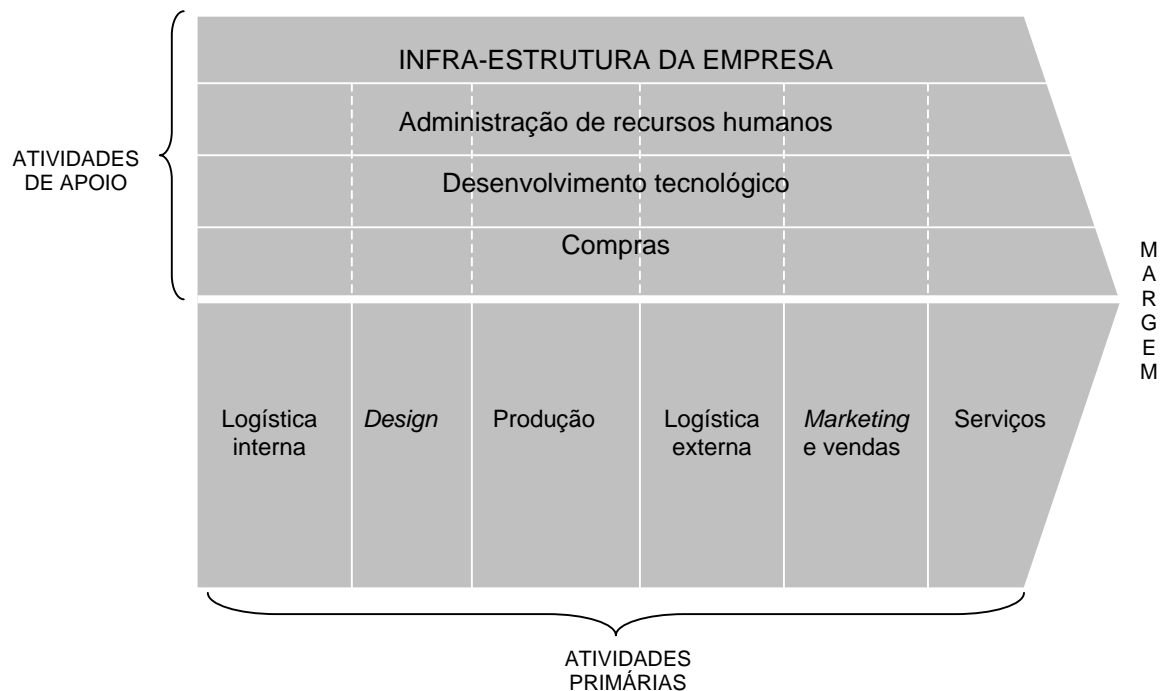 INFRA-ESTRUTURA DA EMPRESA
Administração de recursos humanos
ATIVIDADES
DE APOIO
Desenvolvimento tecnológico
Compras
M
A
R
G
E
M
Logística
interna
Design
Produção
Logística
externa
Marketing
e vendas
Serviços
ATIVIDADES
PRIMÁRIAS